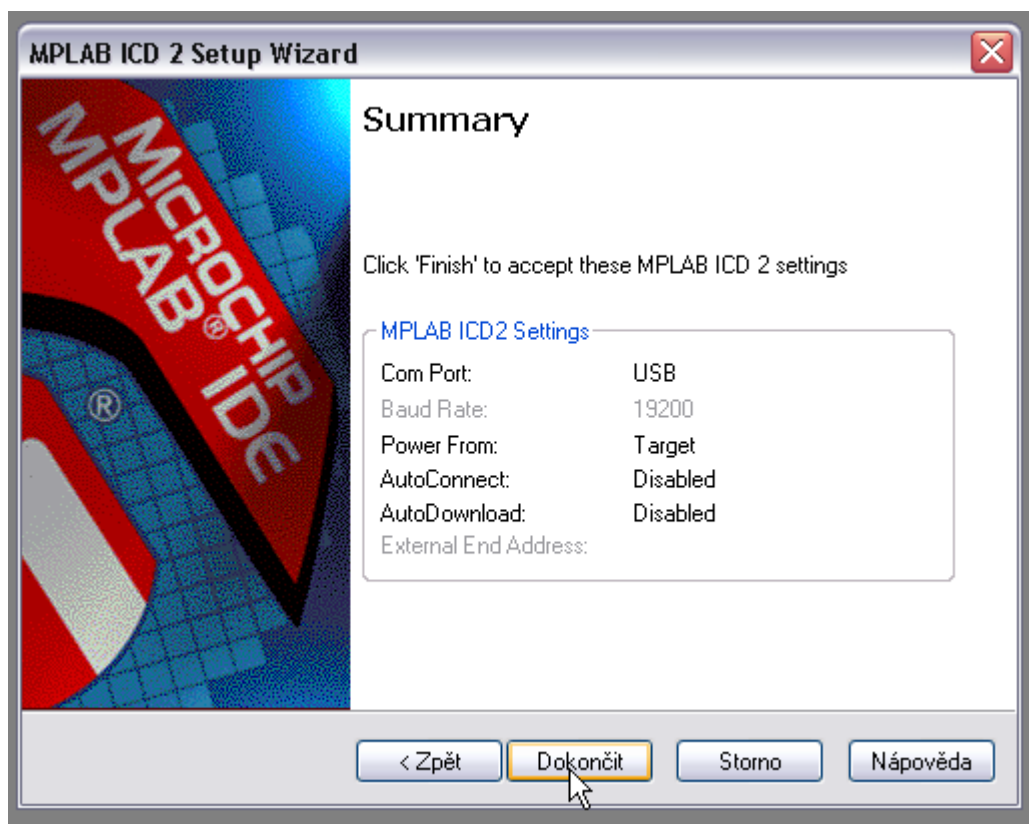 MPLAB ICD 2 Setup Wizard
MICROCHIP
MPLAB® IDE
®
Summary
Click 'Finish' to accept these MPLAB ICD 2 settings
MPLAB ICD2 Settings
Com Port: USB
Baud Rate: 19200
Power From: Target
AutoConnect: Disabled
AutoDownload: Disabled
External End Address:
< Zpět Dokončit Storno Nápověda